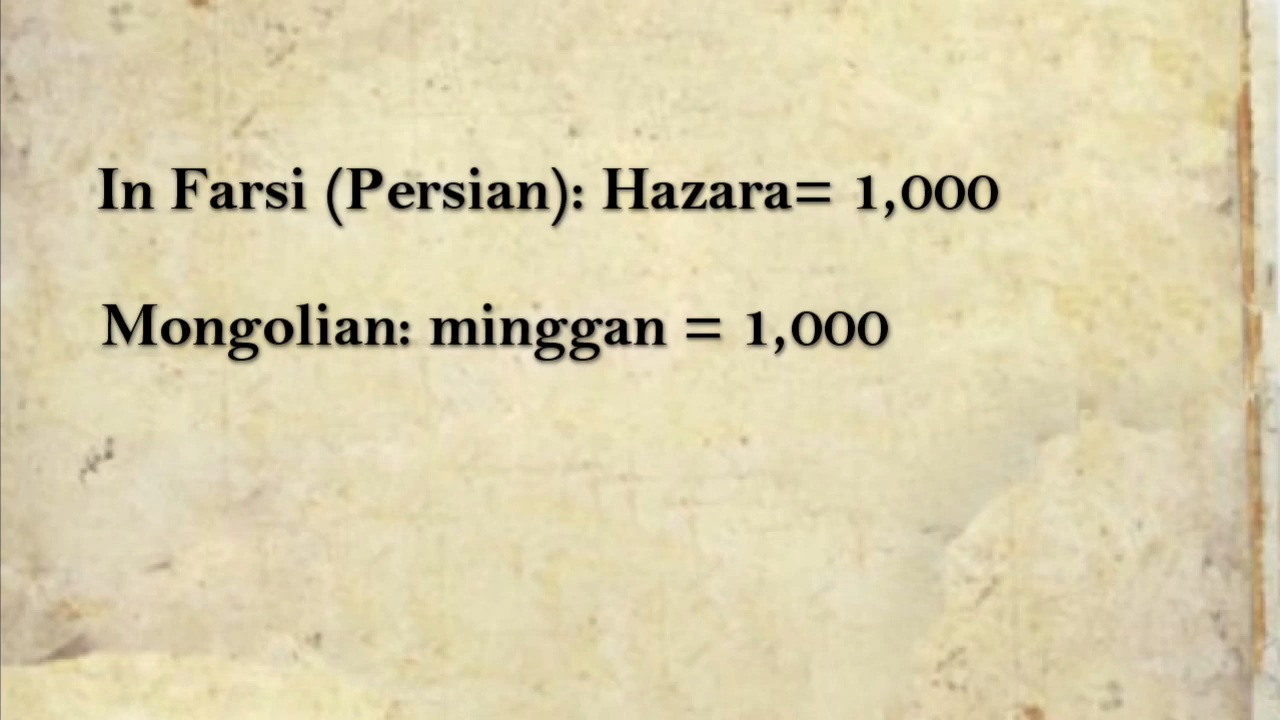 In Farsi (Persian): Hazara= 1,000
Mongolian: minggan = 1,000